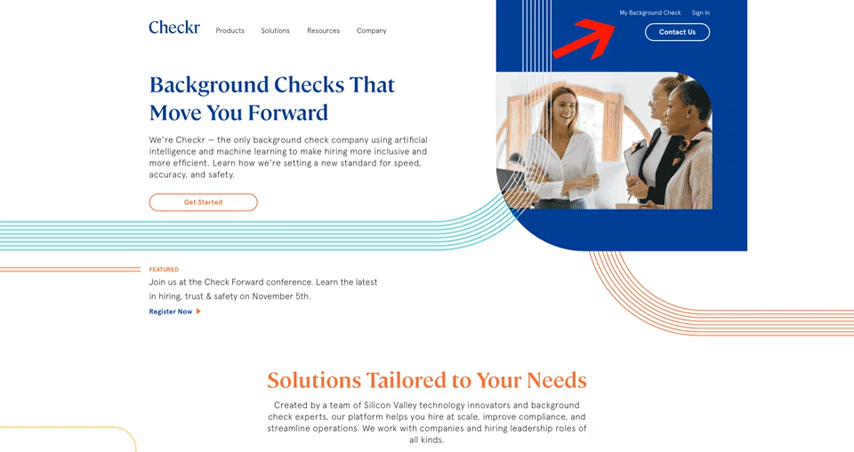 Checkr
Products
Solutions
Resources
Company
My Background Check
Sign In
Contact Us
Background Checks That
Move You Forward
We're Checkr — the only background check company using artificial
intelligence and machine learning to make hiring more inclusive and
more efficient. Learn how we're setting a new standard for speed,
accuracy, and safety.
Get Started
FEATURED
Join us at the Check Forward conference. Learn the latest
in hiring, trust & safety on November 5th.
Register Now
Solutions Tailored to Your Needs
Created by a team of Silicon Valley technology innovators and background
check experts, our platform helps you hire at scale, improve compliance, and
streamline operations. We work with companies and hiring leadership roles of
all kinds.